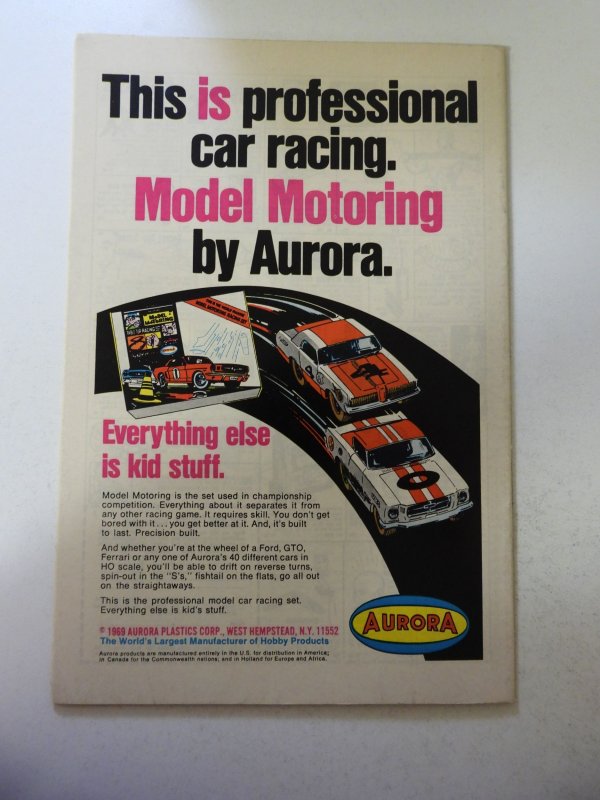 This is professional
car racing.
Model Motoring
by Aurora.
Everything else
is kid stuff.
Model Motoring is the set used in championship
competition. Everything about it separates it from
any other racing game. It requires skill. You don't get
bored with it...you get better at it. And, it's built
to last. Precision built.
And whether you're at the wheel of a Ford, GTO,
Ferrari or any one of Aurora's 40 different cars in
HO scale, you'll be able to drift on reverse turns,
spin-out in the "S's," fishtail on the flats, go all out
on the straightaways.
This is the professional model car racing set.
Everything else is kid's stuff.
AURORA
© 1969 AURORA PLASTICS CORP., WEST HEMPSTEAD, N.Y. 11552
The World's Largest Manufacturer of Hobby Products
Aurora products are manufactured entirely in the U.S. for distribution in America;
in Canada for the Commonwealth nations; and in Holland for Europe and Africa.